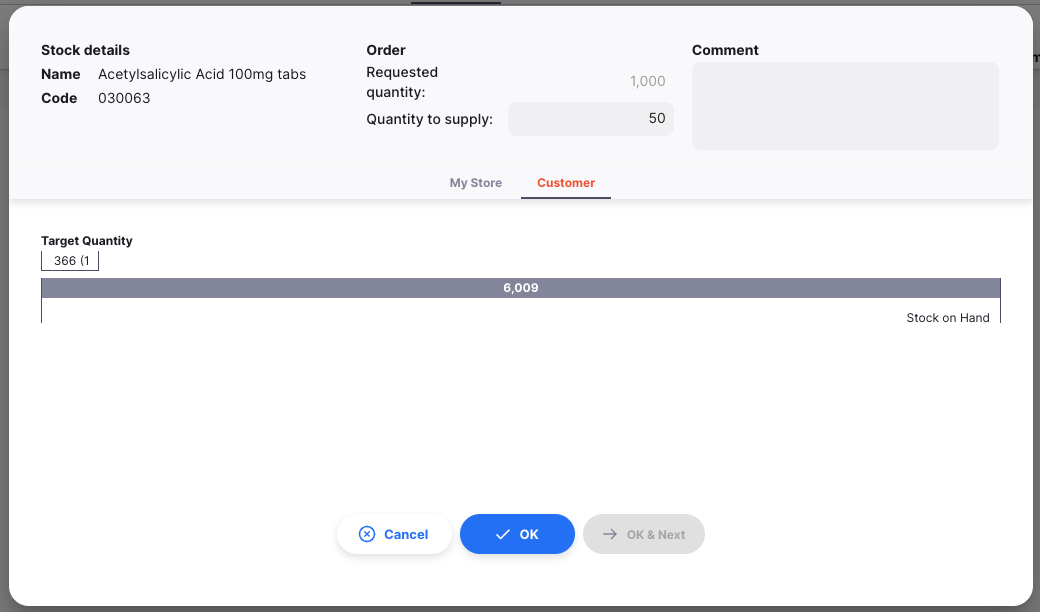 Stock details
Name Acetylsalicylic Acid 100mg tabs
Code 030063
Order
Requested
quantity:
1,000
Quantity to supply: 50
Comment
My Store Customer
Target Quantity
366 (1
6,009
Stock on Hand
Cancel OK OK & Next